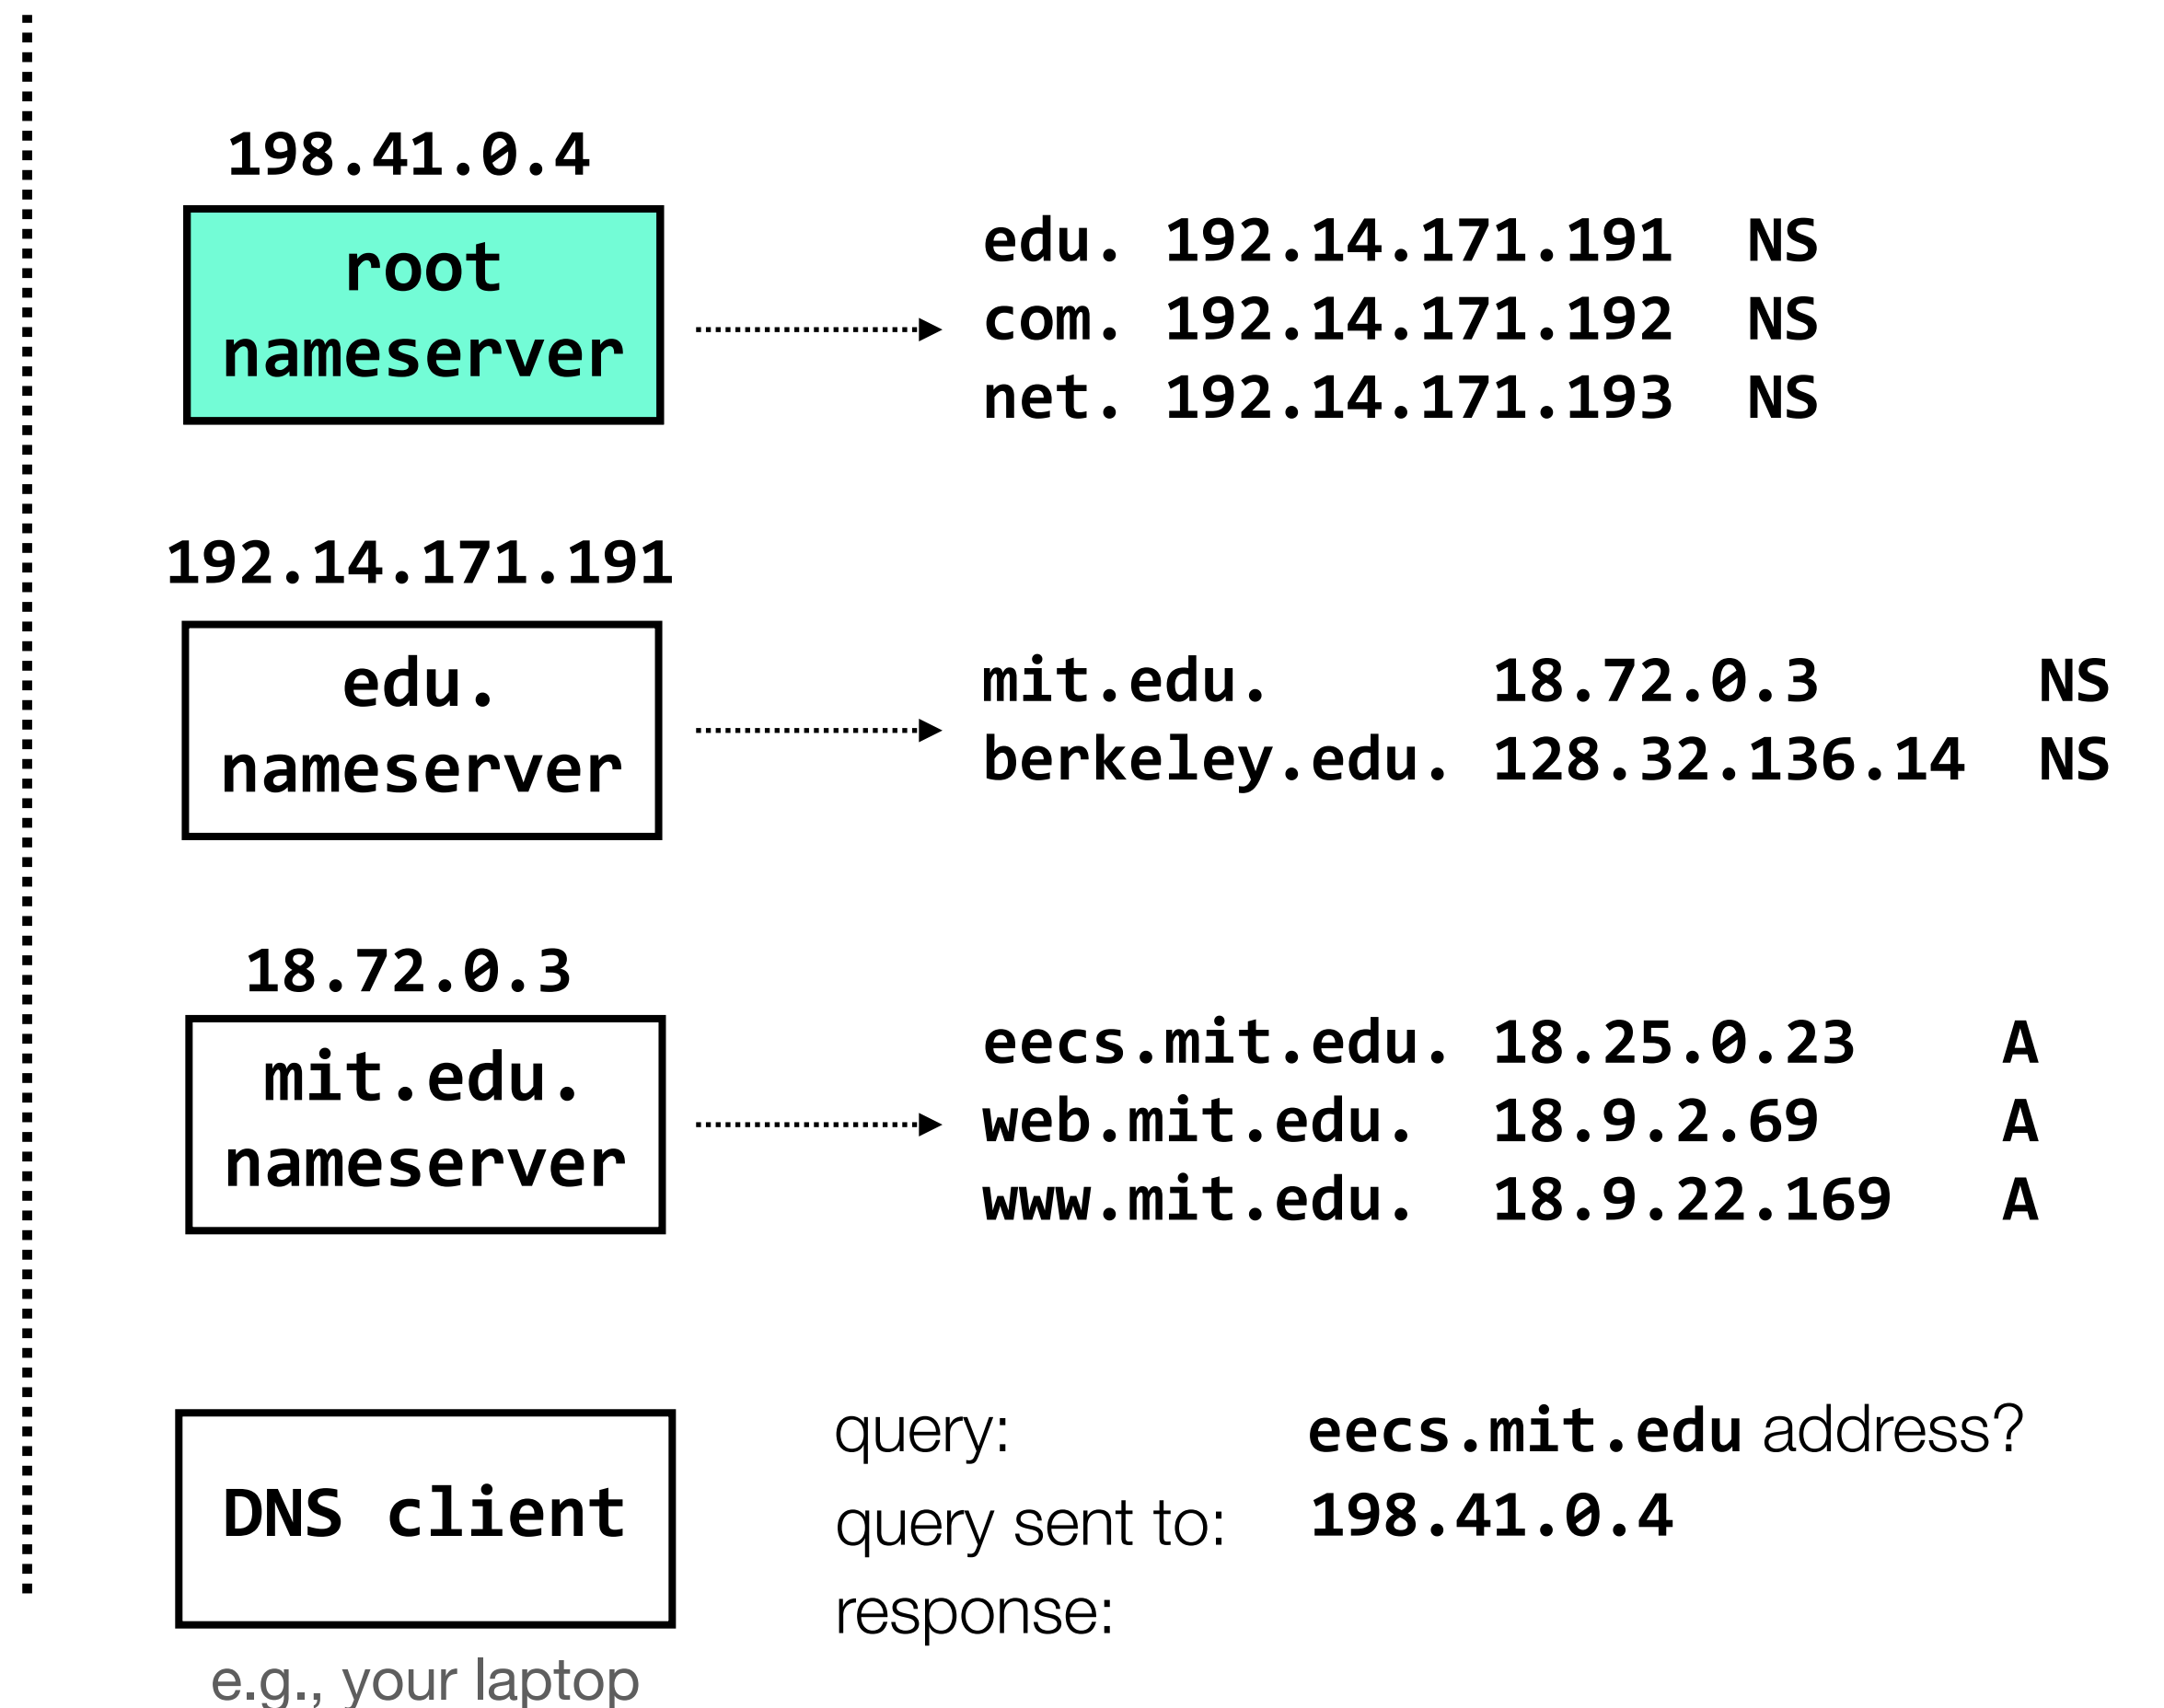 198.41.0.4
root
nameserver
edu. 192.14.171.191 NS
com. 192.14.171.192 NS
net. 192.14.171.193 NS
192.14.171.191
edu.
nameserver
mit.edu. 18.72.0.3 NS
berkeley.edu. 128.32.136.14 NS
18.72.0.3
mit.edu.
nameserver
eecs.mit.edu. 18.25.0.23 A
web.mit.edu. 18.9.2.69 A
www.mit.edu. 18.9.22.169 A
DNS client
e.g., your laptop
query: eecs.mit.edu address?
query sent to: 198.41.0.4
response: